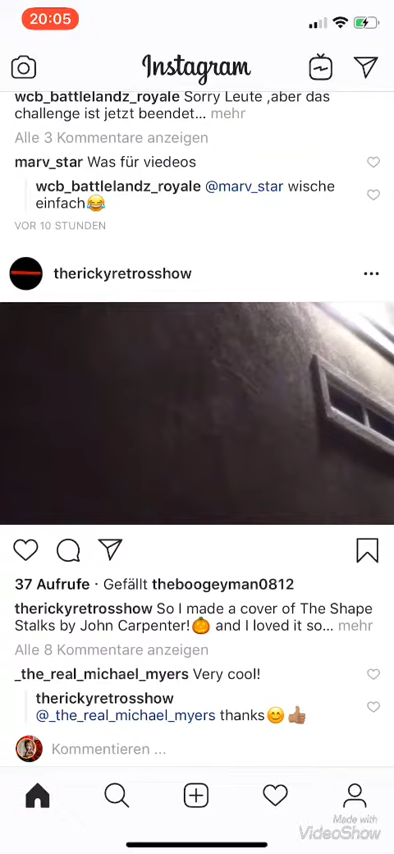 20:05
Instagram
wcb_battlelandz_royale Sorry Leute ,aber das
challenge ist jetzt beendet... mehr
Alle 3 Kommentare anzeigen
marv_star Was für viedeos
wcb_battlelandz_royale @marv_star wische
einfach😂
VOR 10 STUNDEN
therickyretrosshow
37 Aufrufe · Gefällt theboogeyman0812
therickyretrosshow So I made a cover of The Shape
Stalks by John Carpenter!🎃 and I loved it so... mehr
Alle 8 Kommentare anzeigen
_the_real_michael_myers Very cool!
therickyretrosshow
@_the_real_michael_myers thanks😊👍🏽
Kommentieren ...
Made with
VideoShow